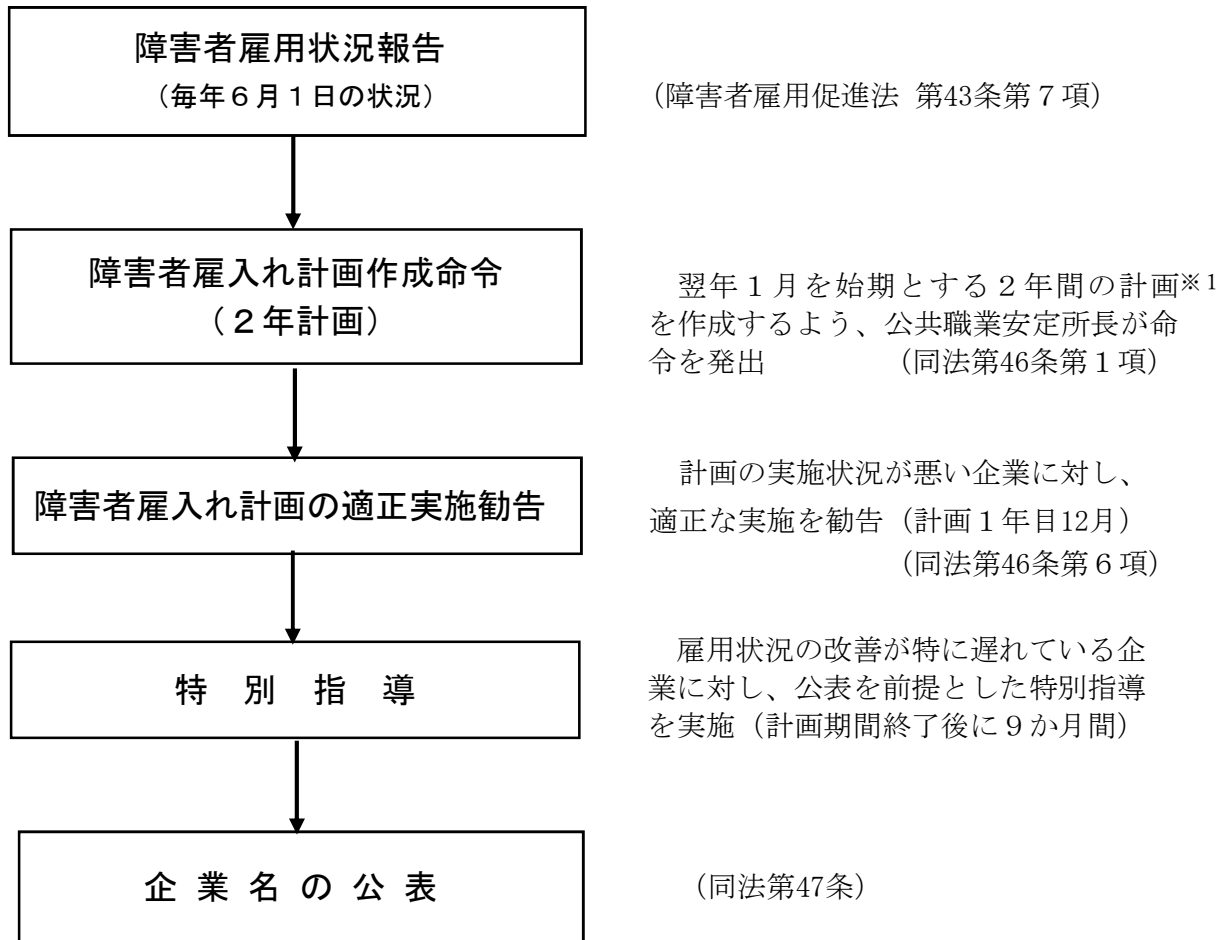 障害者雇用状況報告
（毎年６月１日の状況）
（障害者雇用促進法 第43条第７項）
障害者雇入れ計画作成命令
（２年計画）
翌年１月を始期とする２年間の計画※1
を作成するよう、公共職業安定所長が命
令を発出　　　　（同法第46条第１項）
障害者雇入れ計画の適正実施勧告
計画の実施状況が悪い企業に対し、
適正な実施を勧告（計画１年目12月）
（同法第46条第６項）
特　別　指　導
雇用状況の改善が特に遅れている企
業に対し、公表を前提とした特別指導
を実施（計画期間終了後に９か月間）
企 業 名 の 公 表
（同法第47条）